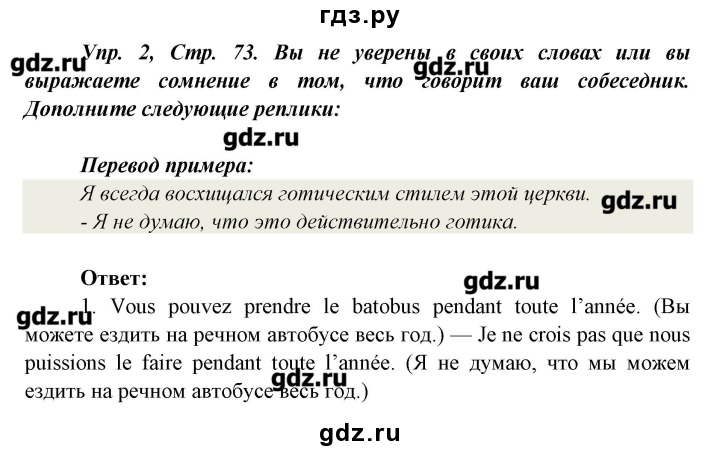 гдз.ру
Упр. 2, Стр. 73. Вы не уверены в своих словах или вы
gdz.ru
gdz.ru
выражаете сомнение в том, что говорит ваш собеседник.
Дополните следующие реплики:
gdz.ru
Перевод примера:
Я всегда восхищался готическим стилем этой церкви.
gdz.ru
- Я не думаю, что это действительно готика.
Ответ:
gdz.ru
1. Vous pouvez prendre le batobus pendant toute l’année. (Вы
gdz.ru
можете ездить на речном автобусе весь год.) — Je ne crois pas que nous
puissions le faire pendant toute l’année. (Я не думаю, что мы можем
gdz.ru
ездить на речном автобусе весь год.)
gdz.ru